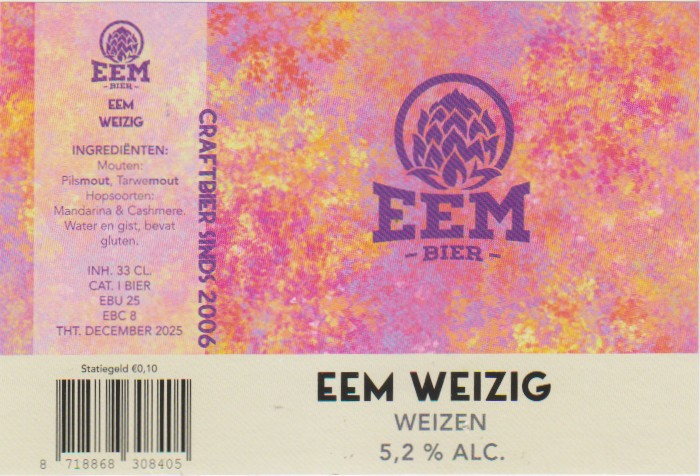 EEM
- BIER -
EEM
WEIZIG
INGREDIËNTEN:
Mouten:
Pilsmout, Tarwemout
Hopsoorten:
Mandarina & Cashmere.
Water en gist, bevat
gluten.
INH. 33 CL.
CAT. I BIER
EBU 25
EBC 8
THT. DECEMBER 2025
CRAFTBIER SINDS 2006
EEM
- BIER -
Statiegeld €0,10
8 718868 308405
EEM WEIZIG
WEIZEN
5,2 % ALC.